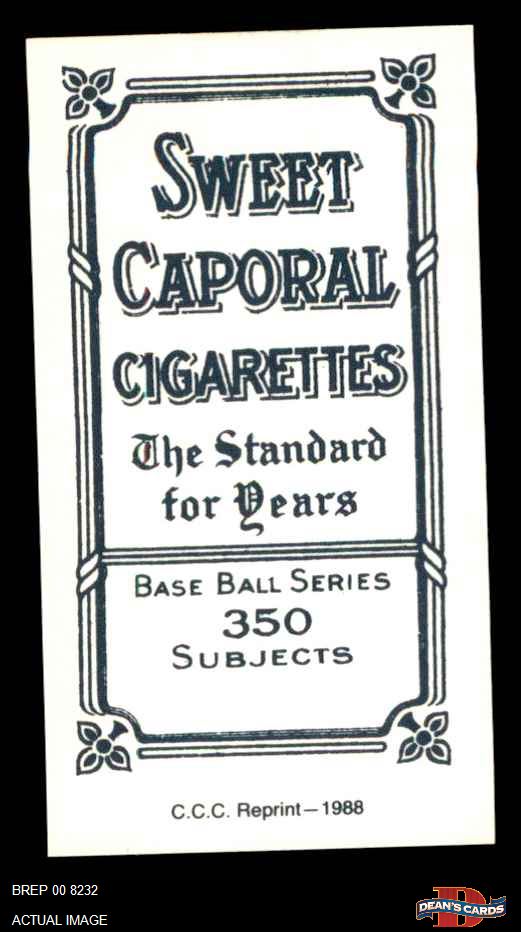 SWEET
CAPORAL
CIGARETTES
The Standard
for Years
BASE BALL SERIES
350
SUBJECTS
C.C.C. Reprint—1988
BREP 00 8232
ACTUAL IMAGE
D
DEAN'S CARDS